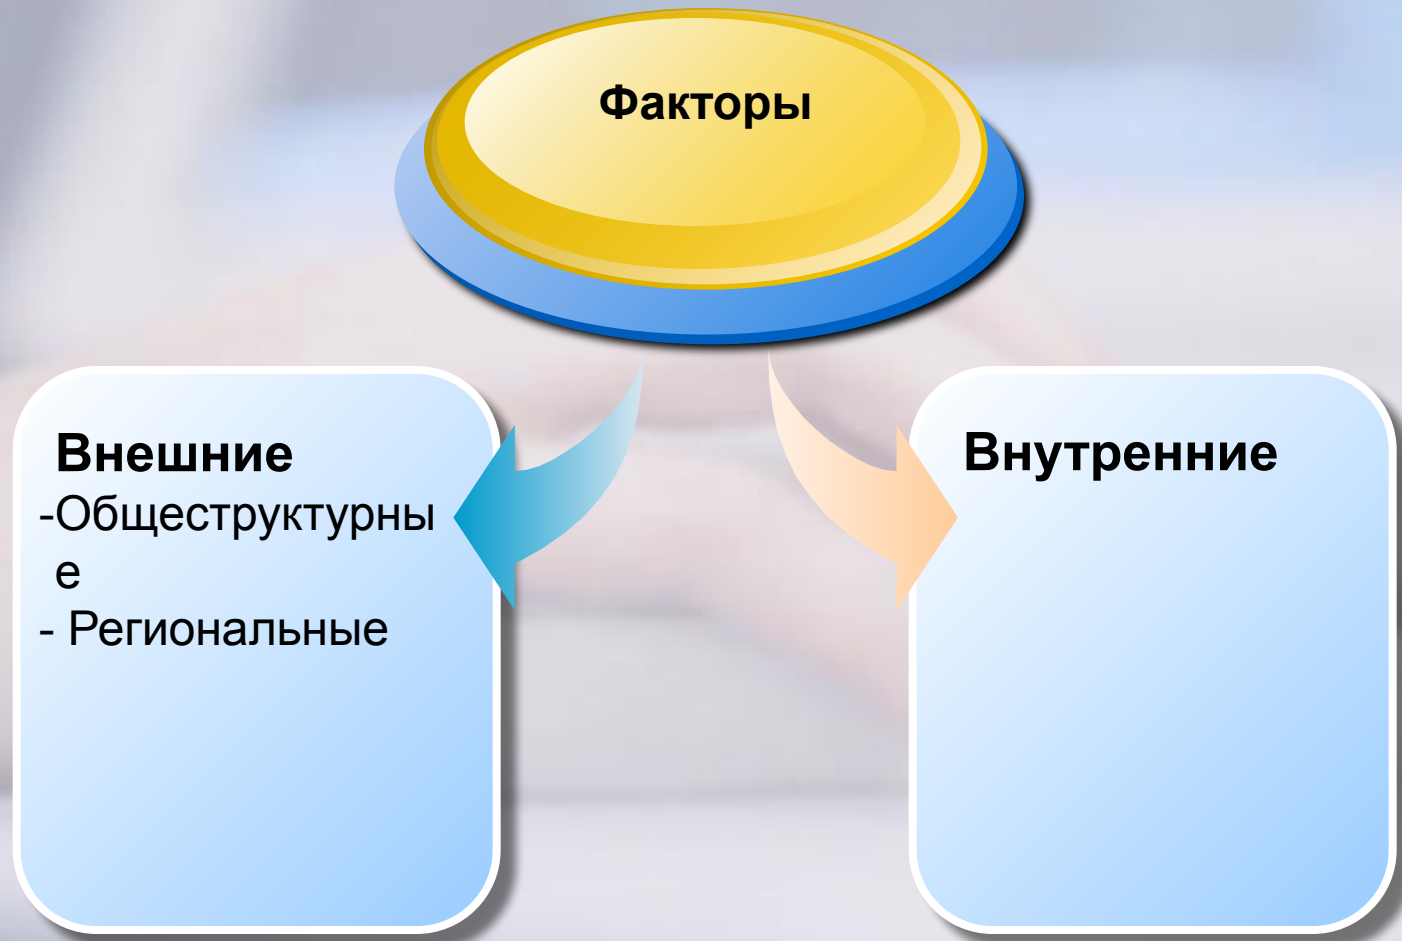 Факторы
Внешние
-Общеструктурны
е
- Региональные
Внутренние